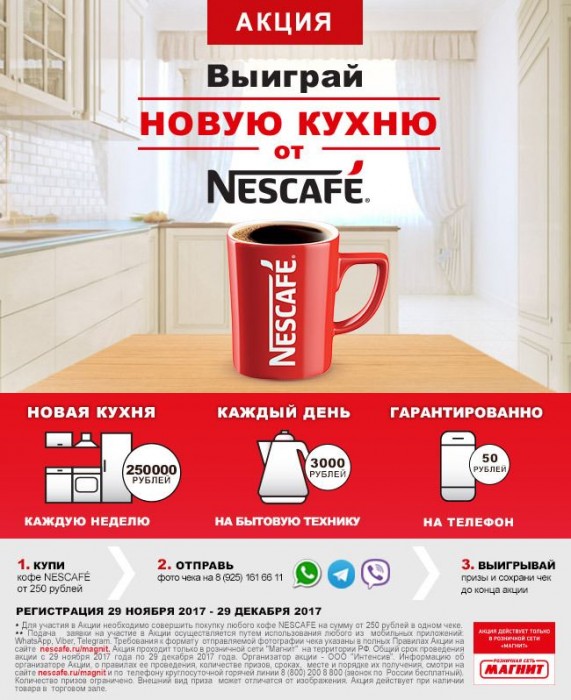 АКЦИЯ
Выиграй
НОВУЮ КУХНЮ
от
NESCAFÉ®
NESCAFÉ
НОВАЯ КУХНЯ
250000
РУБЛЕЙ
КАЖДУЮ НЕДЕЛЮ
КАЖДЫЙ ДЕНЬ
3000
РУБЛЕЙ
НА БЫТОВУЮ ТЕХНИКУ
ГАРАНТИРОВАННО
50
РУБЛЕЙ
НА ТЕЛЕФОН
1. КУПИ
кофе NESCAFÉ
от 250 рублей
2. ОТПРАВЬ
фото чека на 8 (925) 161 66 11
3. ВЫИГРЫВАЙ
призы и сохрани чек
до конца акции
РЕГИСТРАЦИЯ 29 НОЯБРЯ 2017 - 29 ДЕКАБРЯ 2017
* Для участия в Акции необходимо совершить покупку любого кофе NESCAFE на сумму от 250 рублей в одном чеке.
** Подача заявки на участие в Акции осуществляется путем использования любого из мобильных приложений:
WhatsApp, Viber, Telegram. Требования к формату отправляемой фотографии чека указаны в полных Правилах Акции на
сайте nescafe.ru/magnit. Акция проходит только в розничной сети "Магнит" на территории РФ. Общий срок проведения
акции с 29 ноября 2017 года по 29 декабря 2017 года. Организатор акции - ООО "Интенсив". Информацию об
организаторе Акции, о правилах ее проведения, количестве призов, сроках, месте и порядке их получения, смотри на
сайте nescafe.ru/magnit и по телефону круглосуточной горячей линии 8 (800) 200 8 800 (звонок по России бесплатный).
Количество призов ограничено. Внешний вид приза может отличатся от изображения. Акция действует при наличии
товара в торговом зале.
АКЦИЯ ДЕЙСТВУЕТ ТОЛЬКО
В РОЗНИЧНОЙ СЕТИ
«МАГНИТ»
РОЗНИЧНАЯ СЕТЬ
МАГНИТ